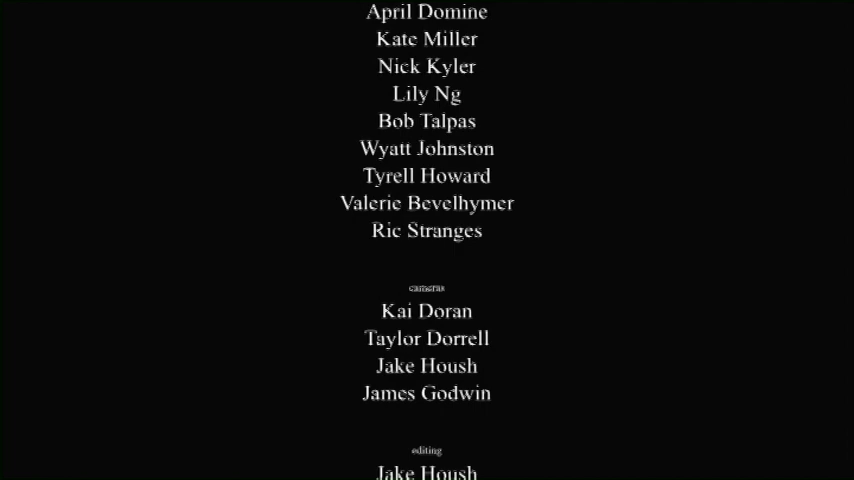 April Domine
Kate Miller
Nick Kyler
Lily Ng
Bob Talpas
Wyatt Johnston
Tyrell Howard
Valerie Bevelhymer
Ric Stranges
cameras
Kai Doran
Taylor Dorrell
Jake Housh
James Godwin
editing
Jake Housh